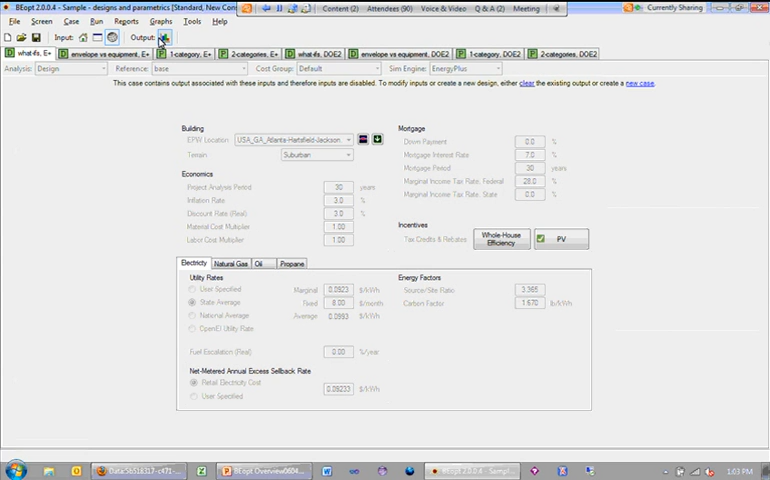 BEopt 2.0.0.4 - Sample - designs and parametrics [Standard, New Cons
Content (2) Attendees (90) Voice & Video Q & A (2) Meeting
Currently Sharing
File Screen Case Run Reports Graphs Tools Help
Input: Output:
what-ifs, E+ envelope vs equipment, E+ 1-category, E+ 2-categories, E+ what-ifs, DOE2 envelope vs equipment, DOE2 1-category, DOE2 2-categories, DOE2
Analysis: Design Reference: base Cost Group: Default Sim Engine: EnergyPlus
This case contains output associated with these inputs and therefore inputs are disabled. To modify inputs or create a new design, either clear the existing output or create a new case.
Building
EPW Location USA_GA_Atlanta-Hartsfield-Jackson
Terrain Suburban
Economics
Project Analysis Period 30 years
Inflation Rate 3.0 %
Discount Rate (Real) 3.0 %
Material Cost Multiplier 1.00
Labor Cost Multiplier 1.00
Mortgage
Down Payment 0.0 %
Mortgage Interest Rate 7.0 %
Mortgage Period 30 years
Marginal Income Tax Rate, Federal 28.0 %
Marginal Income Tax Rate, State 0.0 %
Incentives
Tax Credits & Rebates Whole-House Efficiency PV
Electricity Natural Gas Oil Propane
Utility Rates
User Specified Marginal 0.0923 $/kWh
State Average Fixed 8.00 $/month
National Average Average 0.0993 $/kWh
OpenEI Utility Rate
Fuel Escalation (Real) 0.00 %/year
Net-Metered Annual Excess Sellback Rate
Retail Electricity Cost 0.09233 $/kWh
User Specified
Energy Factors
Source/Site Ratio 3.365
Carbon Factor 1.670 lb/kWh
BEopt Overview0604...
BEopt 2.0.0.4 - Sam...
1:03 PM